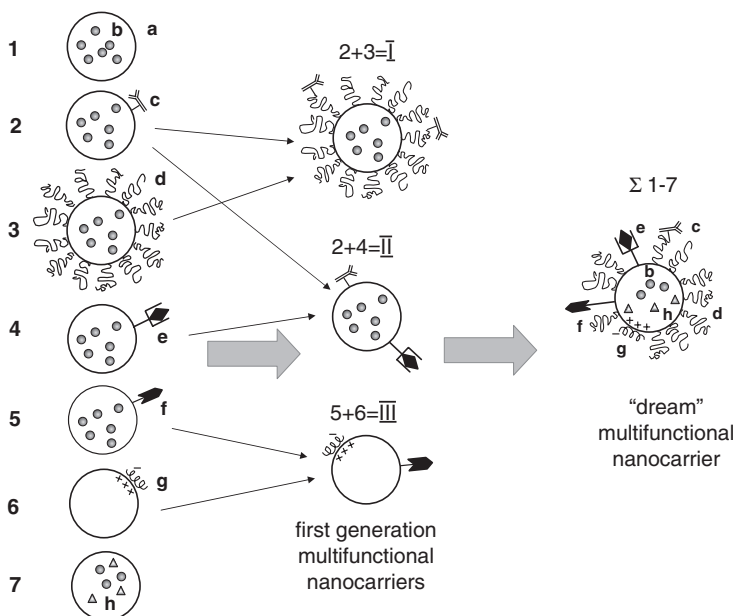 1
b
a
2
c
3
d
4
e
5
f
6
g
7
h
2+3=I
2+4=II
5+6=III
first generation
multifunctional
nanocarriers
Σ 1-7
e
c
b
f
h
d
g
“dream”
multifunctional
nanocarrier